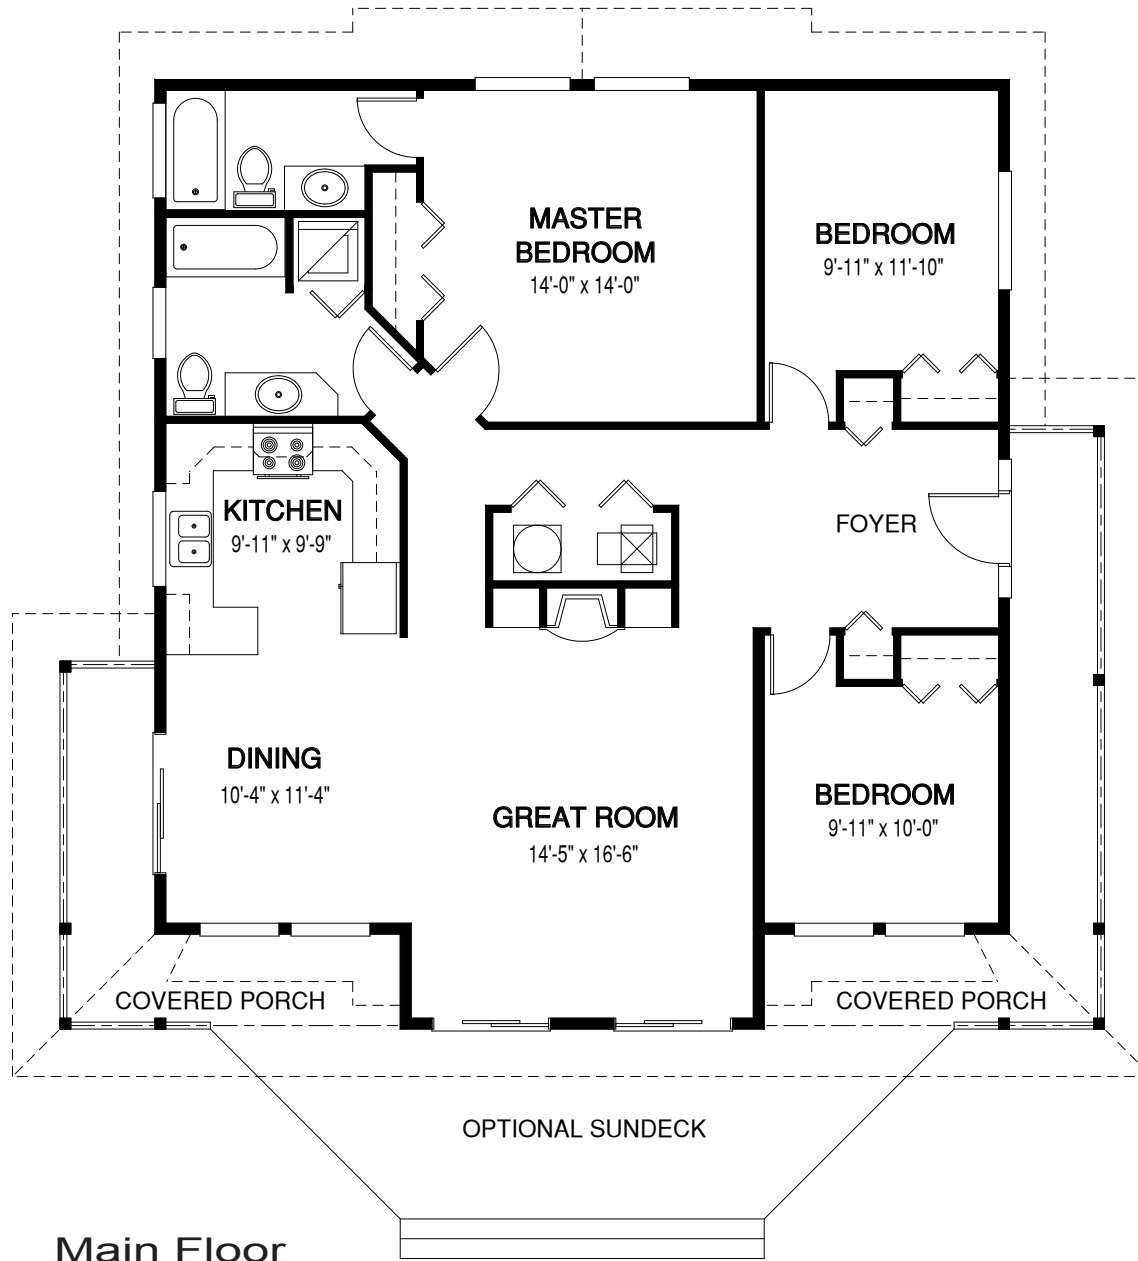 MASTER
BEDROOM
14'-0" x 14'-0"
BEDROOM
9'-11" x 11'-10"
KITCHEN
9'-11" x 9'-9"
FOYER
DINING
10'-4" x 11'-4"
GREAT ROOM
14'-5" x 16'-6"
BEDROOM
9'-11" x 10'-0"
COVERED PORCH
COVERED PORCH
OPTIONAL SUNDECK
Main Floor